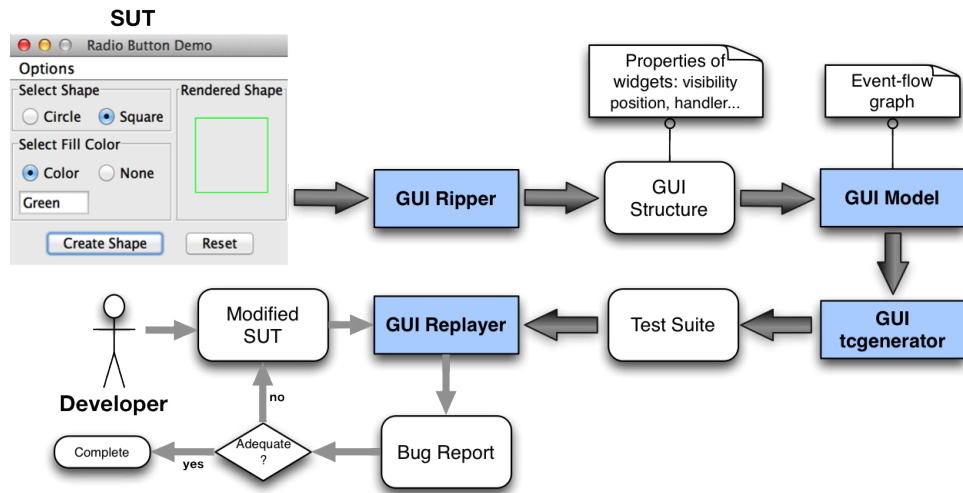 SUT
Radio Button Demo
Options
Select Shape
Circle
Square
Select Fill Color
Color
None
Green
Rendered Shape
Create Shape
Reset
GUI Ripper
Properties of
widgets: visibility
position, handler...
GUI
Structure
Event-flow
graph
GUI Model
GUI
tcgenerator
Test Suite
GUI Replayer
Modified
SUT
Developer
no
Bug Report
Adequate
?
yes
Complete